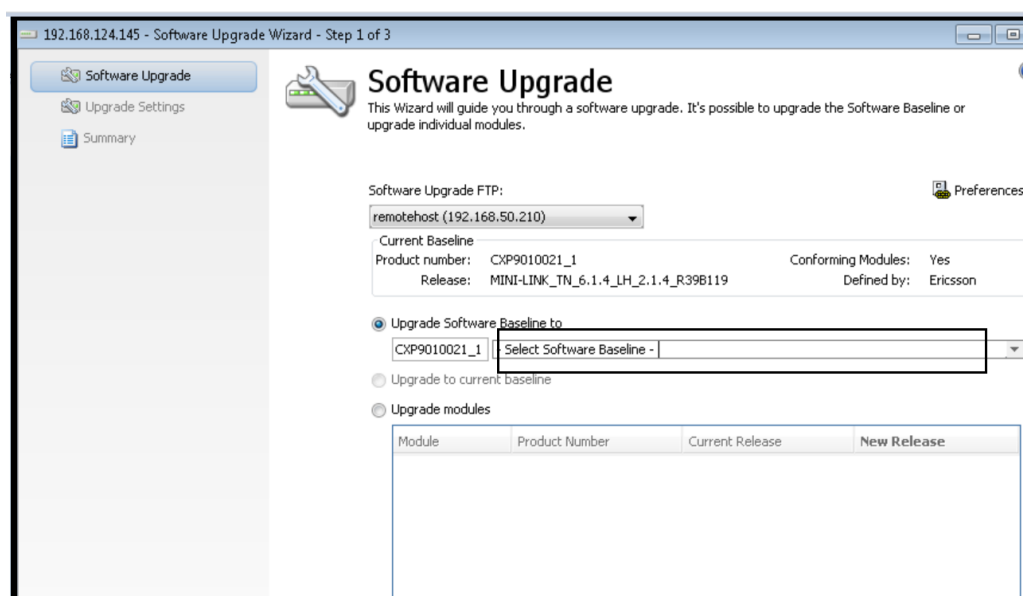 192.168.124.145 - Software Upgrade Wizard - Step 1 of 3
Software Upgrade
Upgrade Settings
Summary
Software Upgrade
This Wizard will guide you through a software upgrade. It's possible to upgrade the Software Baseline or
upgrade individual modules.
Software Upgrade FTP:
Preferences
remotehost (192.168.50.210)
Current Baseline
Product number: CXP9010021_1 Conforming Modules: Yes
Release: MINI-LINK_TN_6.1.4_LH_2.1.4_R39B119 Defined by: Ericsson
Upgrade Software Baseline to
CXP9010021_1 - Select Software Baseline -
Upgrade to current baseline
Upgrade modules
Module Product Number Current Release New Release